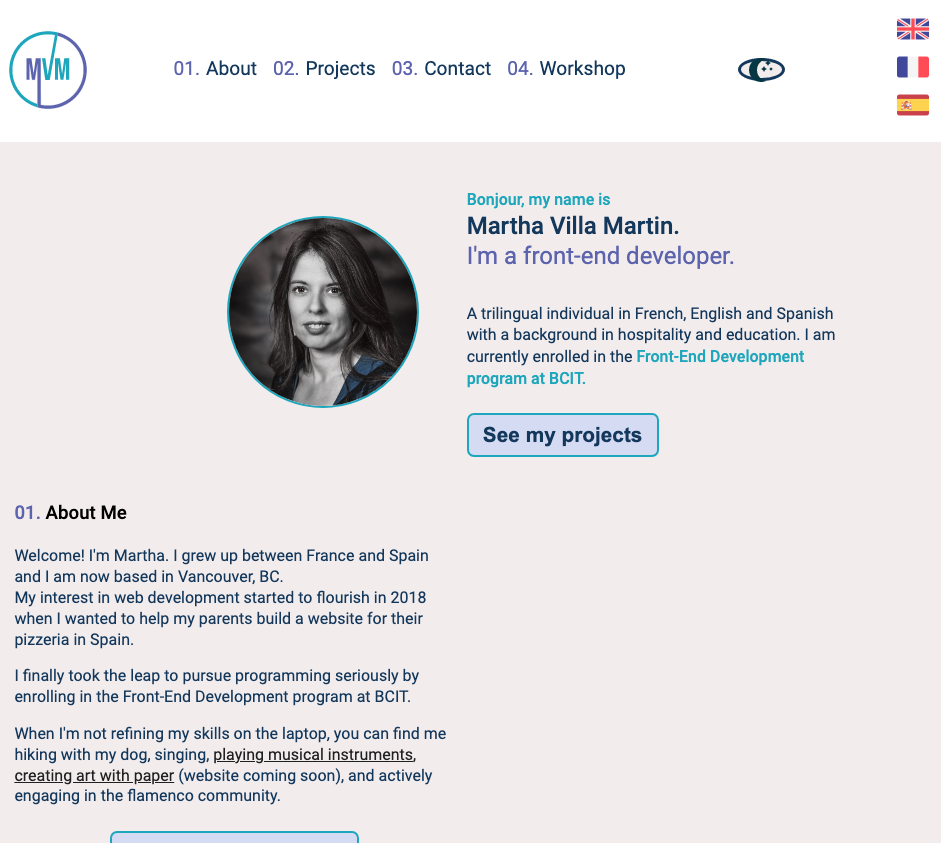 MVM
01. About 02. Projects 03. Contact 04. Workshop
Bonjour, my name is
Martha Villa Martin.
I'm a front-end developer.
A trilingual individual in French, English and Spanish
with a background in hospitality and education. I am
currently enrolled in the Front-End Development
program at BCIT.
See my projects
01. About Me
Welcome! I'm Martha. I grew up between France and Spain
and I am now based in Vancouver, BC.
My interest in web development started to flourish in 2018
when I wanted to help my parents build a website for their
pizzeria in Spain.
I finally took the leap to pursue programming seriously by
enrolling in the Front-End Development program at BCIT.
When I'm not refining my skills on the laptop, you can find me
hiking with my dog, singing, playing musical instruments,
creating art with paper (website coming soon), and actively
engaging in the flamenco community.